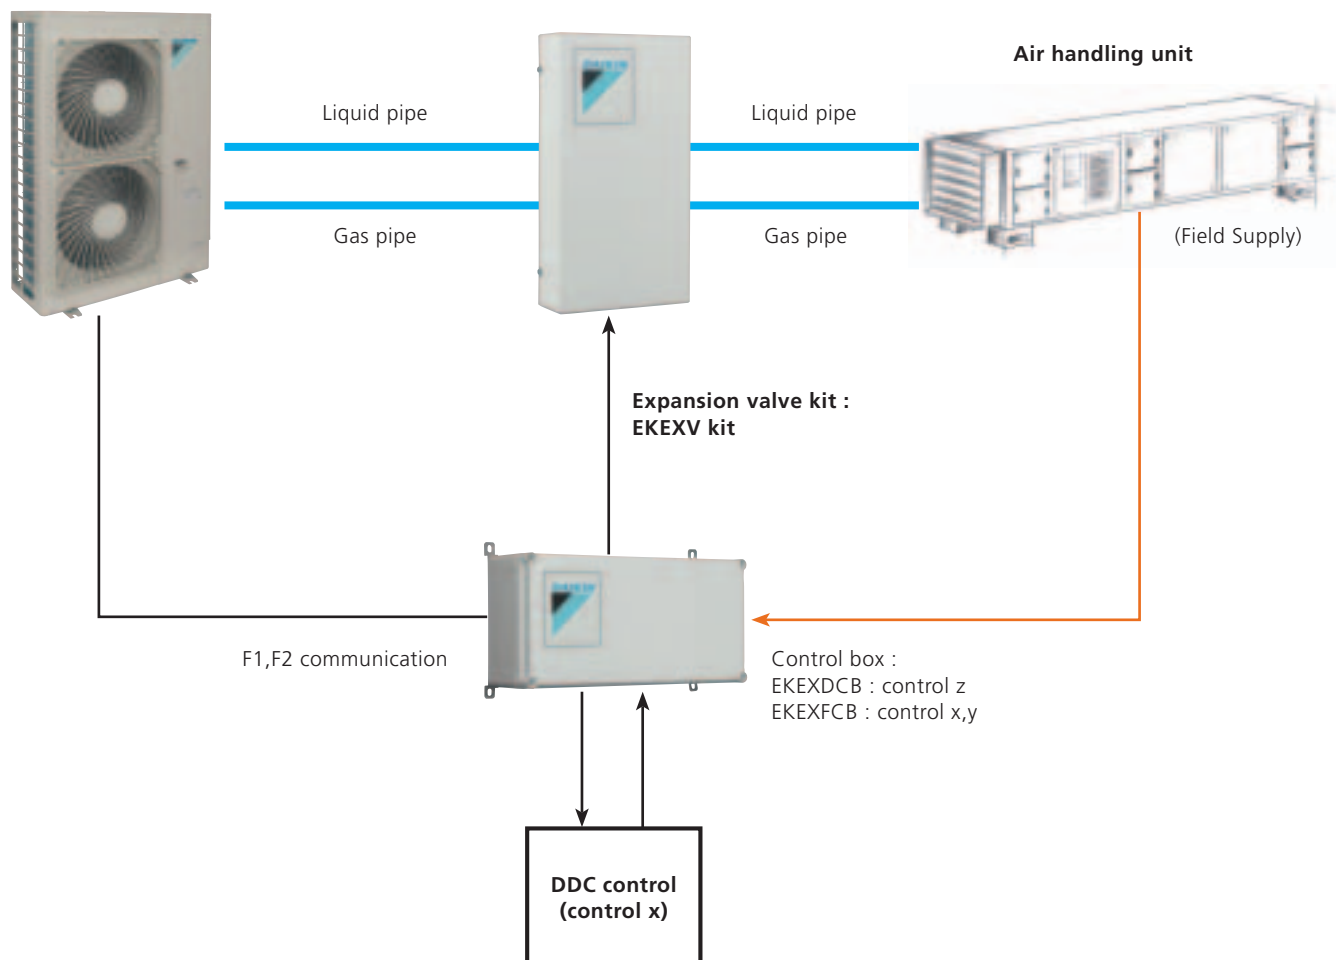 Air handling unit
Liquid pipe
Liquid pipe
Gas pipe
Gas pipe
(Field Supply)
Expansion valve kit :
EKEXV kit
DAIKIN
F1,F2 communication
Control box :
EKEXDCB : control z
EKEXFCB : control x,y
DDC control
(control x)